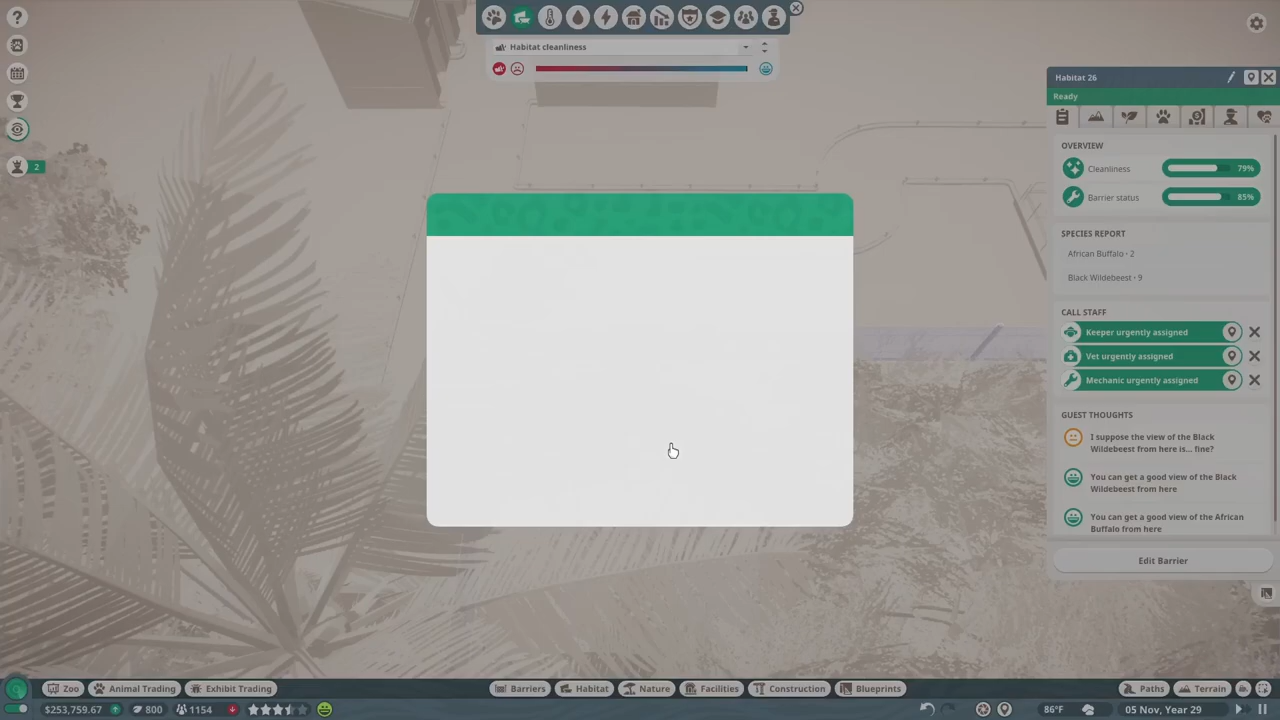 Habitat cleanliness
2
Habitat 26
Ready
OVERVIEW
Cleanliness 79%
Barrier status 85%
SPECIES REPORT
African Buffalo · 2
Black Wildebeest · 9
CALL STAFF
Keeper urgently assigned
Vet urgently assigned
Mechanic urgently assigned
GUEST THOUGHTS
I suppose the view of the Black
Wildebeest from here is... fine?
You can get a good view of the Black
Wildebeest from here
You can get a good view of the African
Buffalo from here
Edit Barrier
Zoo Animal Trading Exhibit Trading Barriers Habitat Nature Facilities Construction Blueprints Paths Terrain
$253,759.67 800 1154 86°F 05 Nov, Year 29